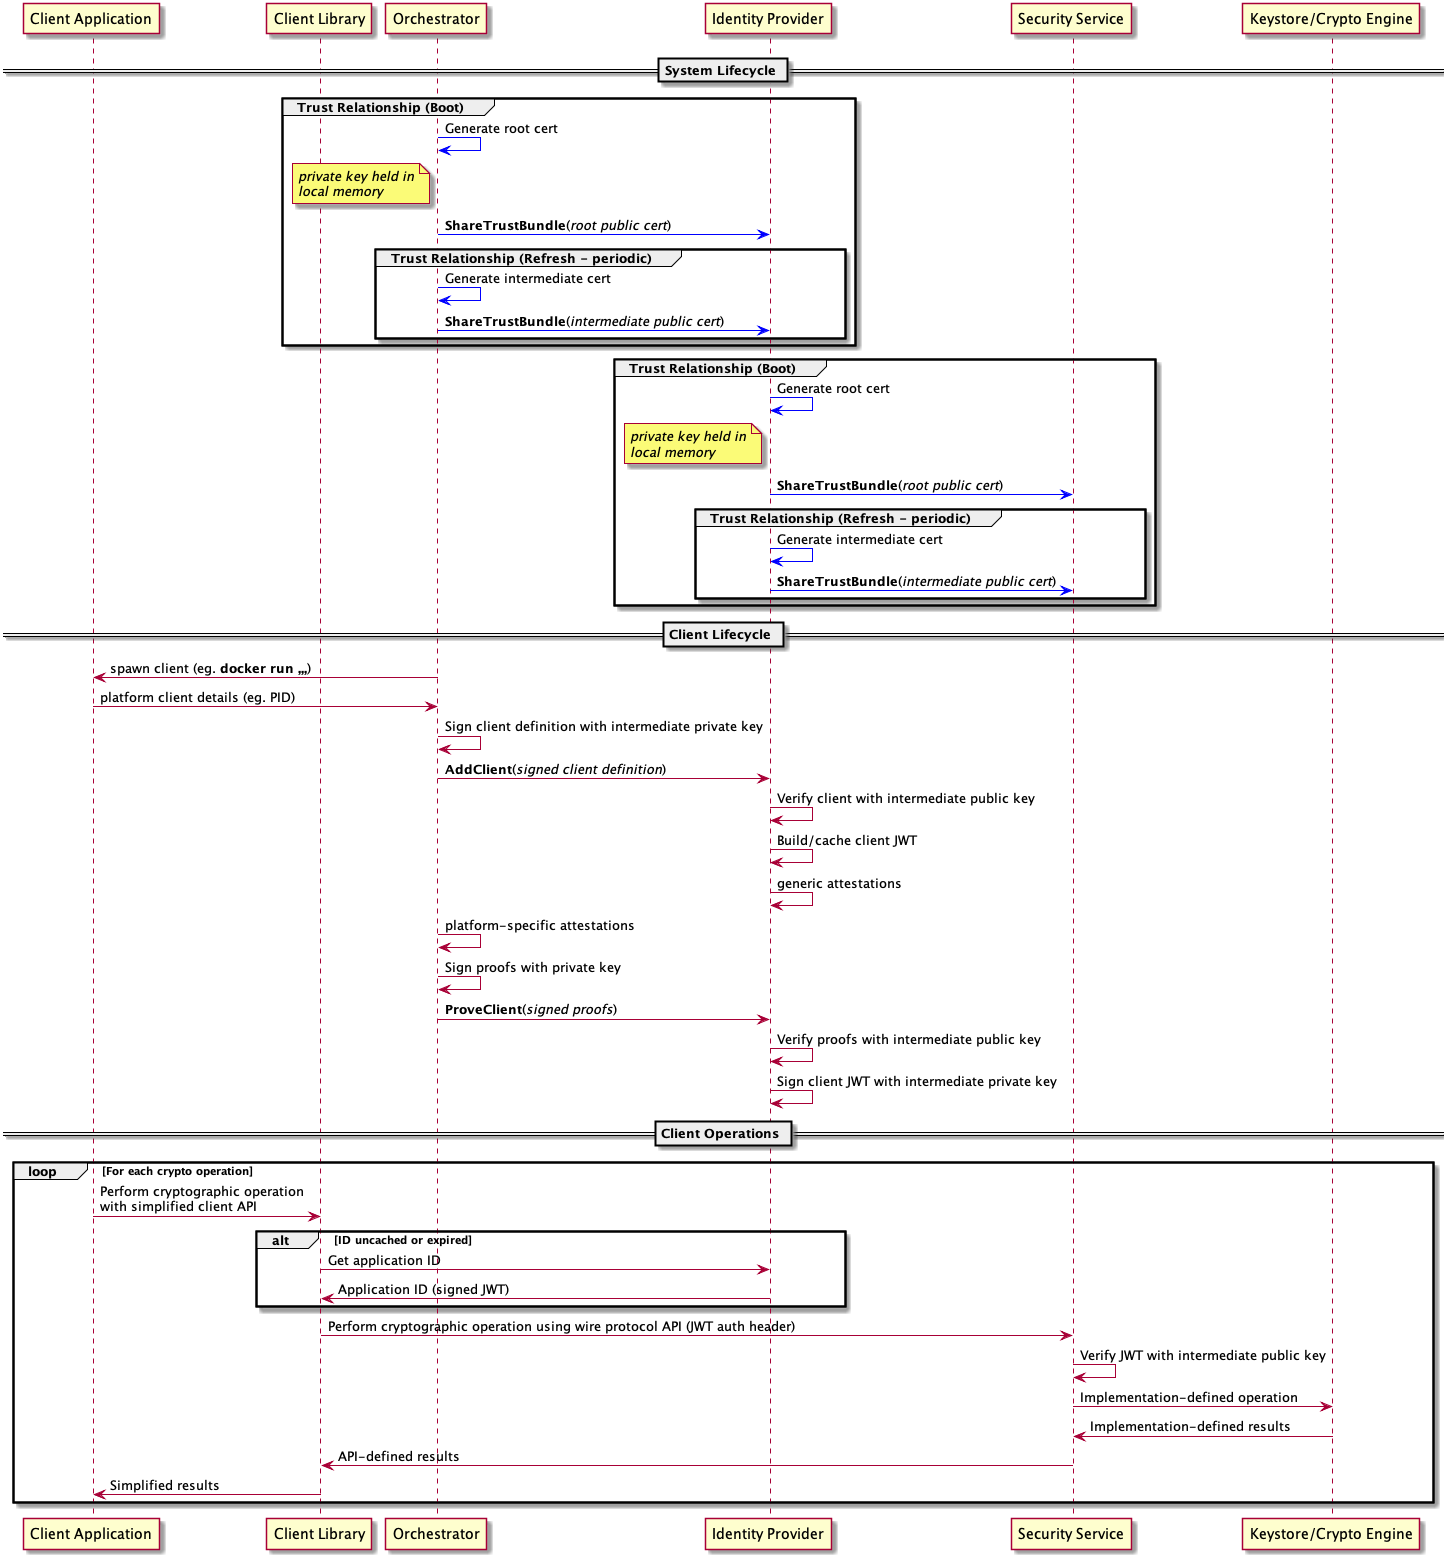 Client Application
Client Library
Orchestrator
Identity Provider
Security Service
Keystore/Crypto Engine
System Lifecycle
Trust Relationship (Boot)
Generate root cert
private key held in
local memory
ShareTrustBundle(root public cert)
Trust Relationship (Refresh - periodic)
Generate intermediate cert
ShareTrustBundle(intermediate public cert)
Trust Relationship (Boot)
Generate root cert
private key held in
local memory
ShareTrustBundle(root public cert)
Trust Relationship (Refresh - periodic)
Generate intermediate cert
ShareTrustBundle(intermediate public cert)
Client Lifecycle
spawn client (eg. docker run ,,,)
platform client details (eg. PID)
Sign client definition with intermediate private key
AddClient(signed client definition)
Verify client with intermediate public key
Build/cache client JWT
generic attestations
platform-specific attestations
Sign proofs with private key
ProveClient(signed proofs)
Verify proofs with intermediate public key
Sign client JWT with intermediate private key
Client Operations
loop [For each crypto operation]
Perform cryptographic operation
with simplified client API
alt [ID uncached or expired]
Get application ID
Application ID (signed JWT)
Perform cryptographic operation using wire protocol API (JWT auth header)
Verify JWT with intermediate public key
Implementation-defined operation
Implementation-defined results
API-defined results
Simplified results
Client Application
Client Library
Orchestrator
Identity Provider
Security Service
Keystore/Crypto Engine